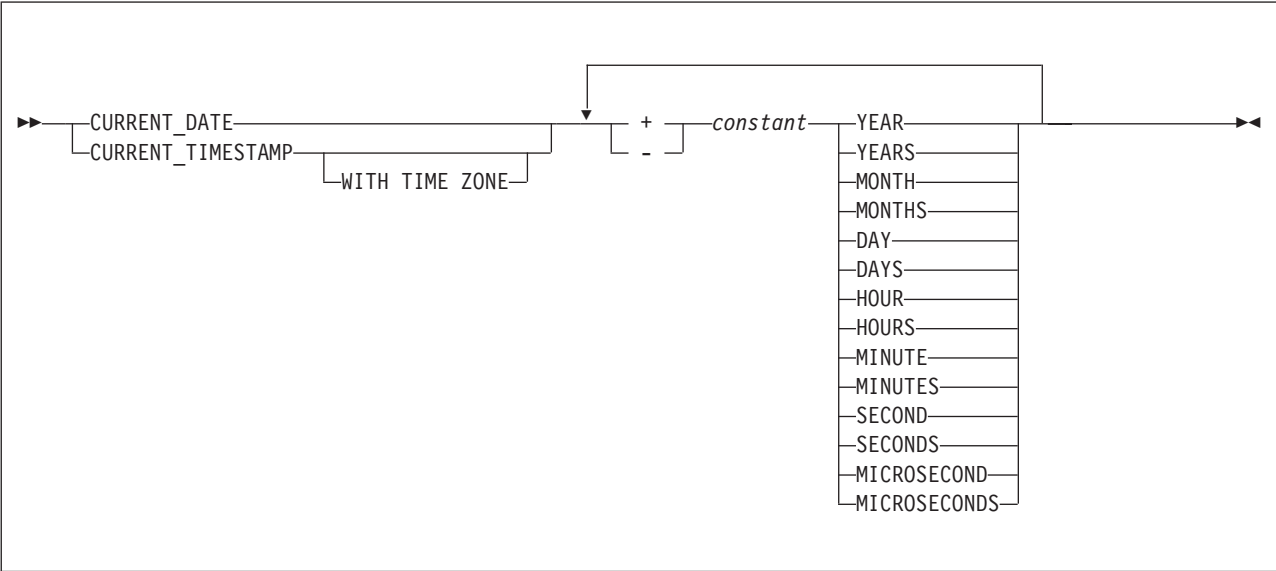 CURRENT_DATE + constant YEAR
CURRENT_TIMESTAMP - YEARS
WITH TIME ZONE MONTH
MONTHS
DAY
DAYS
HOUR
HOURS
MINUTE
MINUTES
SECOND
SECONDS
MICROSECOND
MICROSECONDS